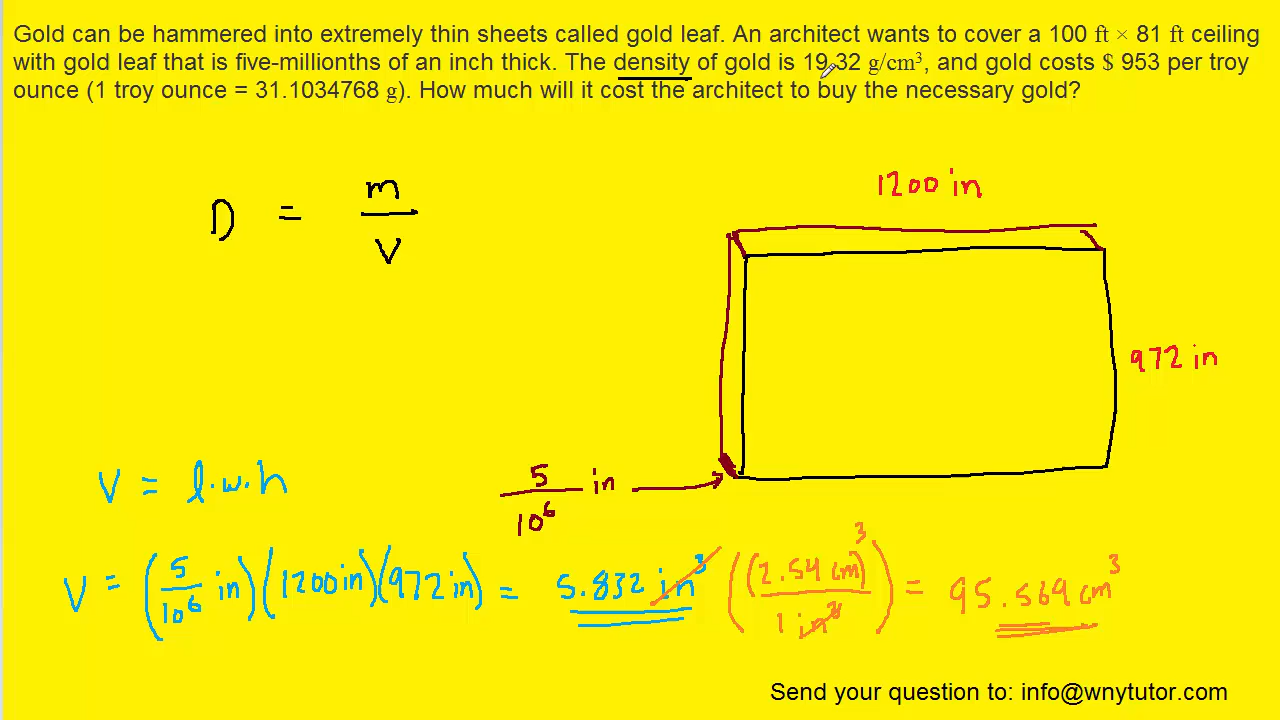 Gold can be hammered into extremely thin sheets called gold leaf. An architect wants to cover a 100 ft × 81 ft ceiling
with gold leaf that is five-millionths of an inch thick. The density of gold is 19.32 g/cm³, and gold costs $ 953 per troy
ounce (1 troy ounce = 31.1034768 g). How much will it cost the architect to buy the necessary gold?
D = m/V
1200 in
972 in
5/10⁶ in
V = l·w·h
V = (5/10⁶ in)(1200 in)(972 in) = 5.832 in³ ((2.54 cm)³/1 in³) = 95.569 cm³
Send your question to: info@wnytutor.com